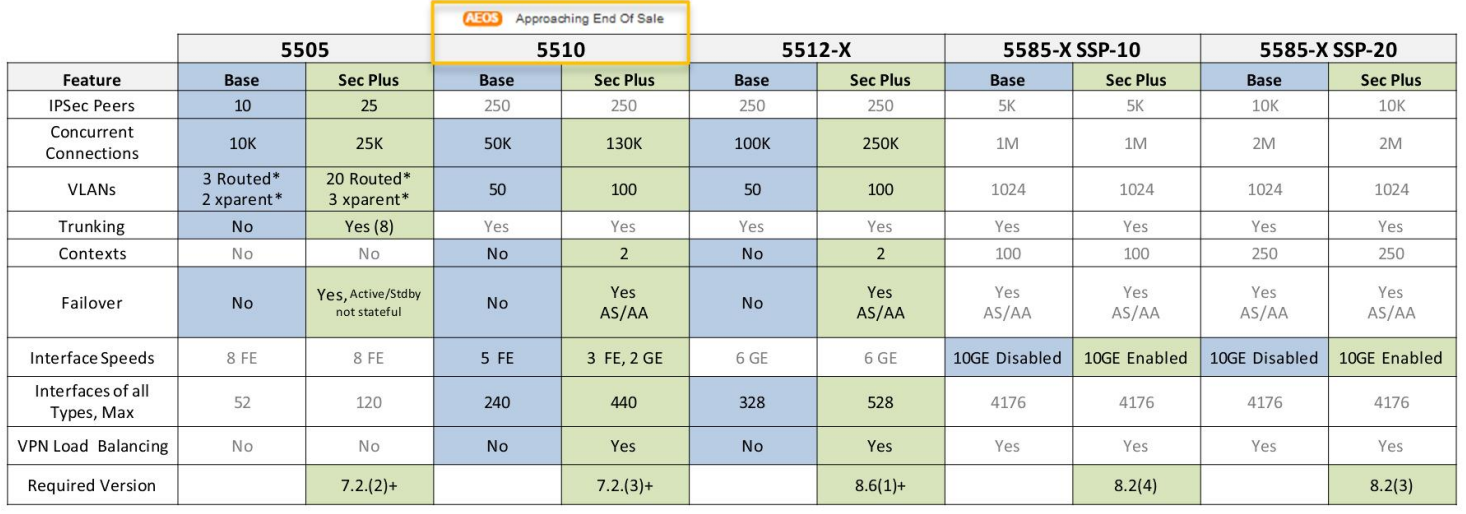 AEOS Approaching End Of Sale
5505 5510 5512-X 5585-X SSP-10 5585-X SSP-20
Feature Base Sec Plus Base Sec Plus Base Sec Plus Base Sec Plus Base Sec Plus
IPSec Peers 10 25 250 250 250 250 5K 5K 10K 10K
Concurrent
Connections 10K 25K 50K 130K 100K 250K 1M 1M 2M 2M
VLANs 3 Routed* 20 Routed* 50 100 50 100 1024 1024 1024 1024
2 xparent* 3 xparent*
Trunking No Yes (8) Yes Yes Yes Yes Yes Yes Yes Yes
Contexts No No No 2 No 2 100 100 250 250
Failover No Yes, Active/Stdby No Yes No Yes Yes Yes Yes Yes
not stateful AS/AA AS/AA AS/AA AS/AA AS/AA AS/AA
Interface Speeds 8 FE 8 FE 5 FE 3 FE, 2 GE 6 GE 6 GE 10GE Disabled 10GE Enabled 10GE Disabled 10GE Enabled
Interfaces of all
Types, Max 52 120 240 440 328 528 4176 4176 4176 4176
VPN Load Balancing No No No Yes No Yes Yes Yes Yes Yes
Required Version 7.2.(2)+ 7.2.(3)+ 8.6(1)+ 8.2(4) 8.2(3)